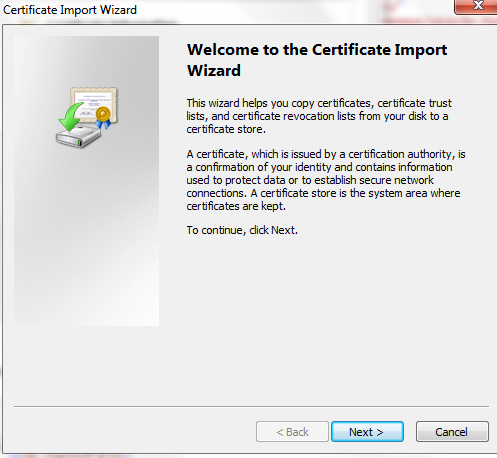 Certificate Import Wizard
Welcome to the Certificate Import
Wizard
This wizard helps you copy certificates, certificate trust
lists, and certificate revocation lists from your disk to a
certificate store.
A certificate, which is issued by a certification authority, is
a confirmation of your identity and contains information
used to protect data or to establish secure network
connections. A certificate store is the system area where
certificates are kept.
To continue, click Next.
< Back
Next >
Cancel